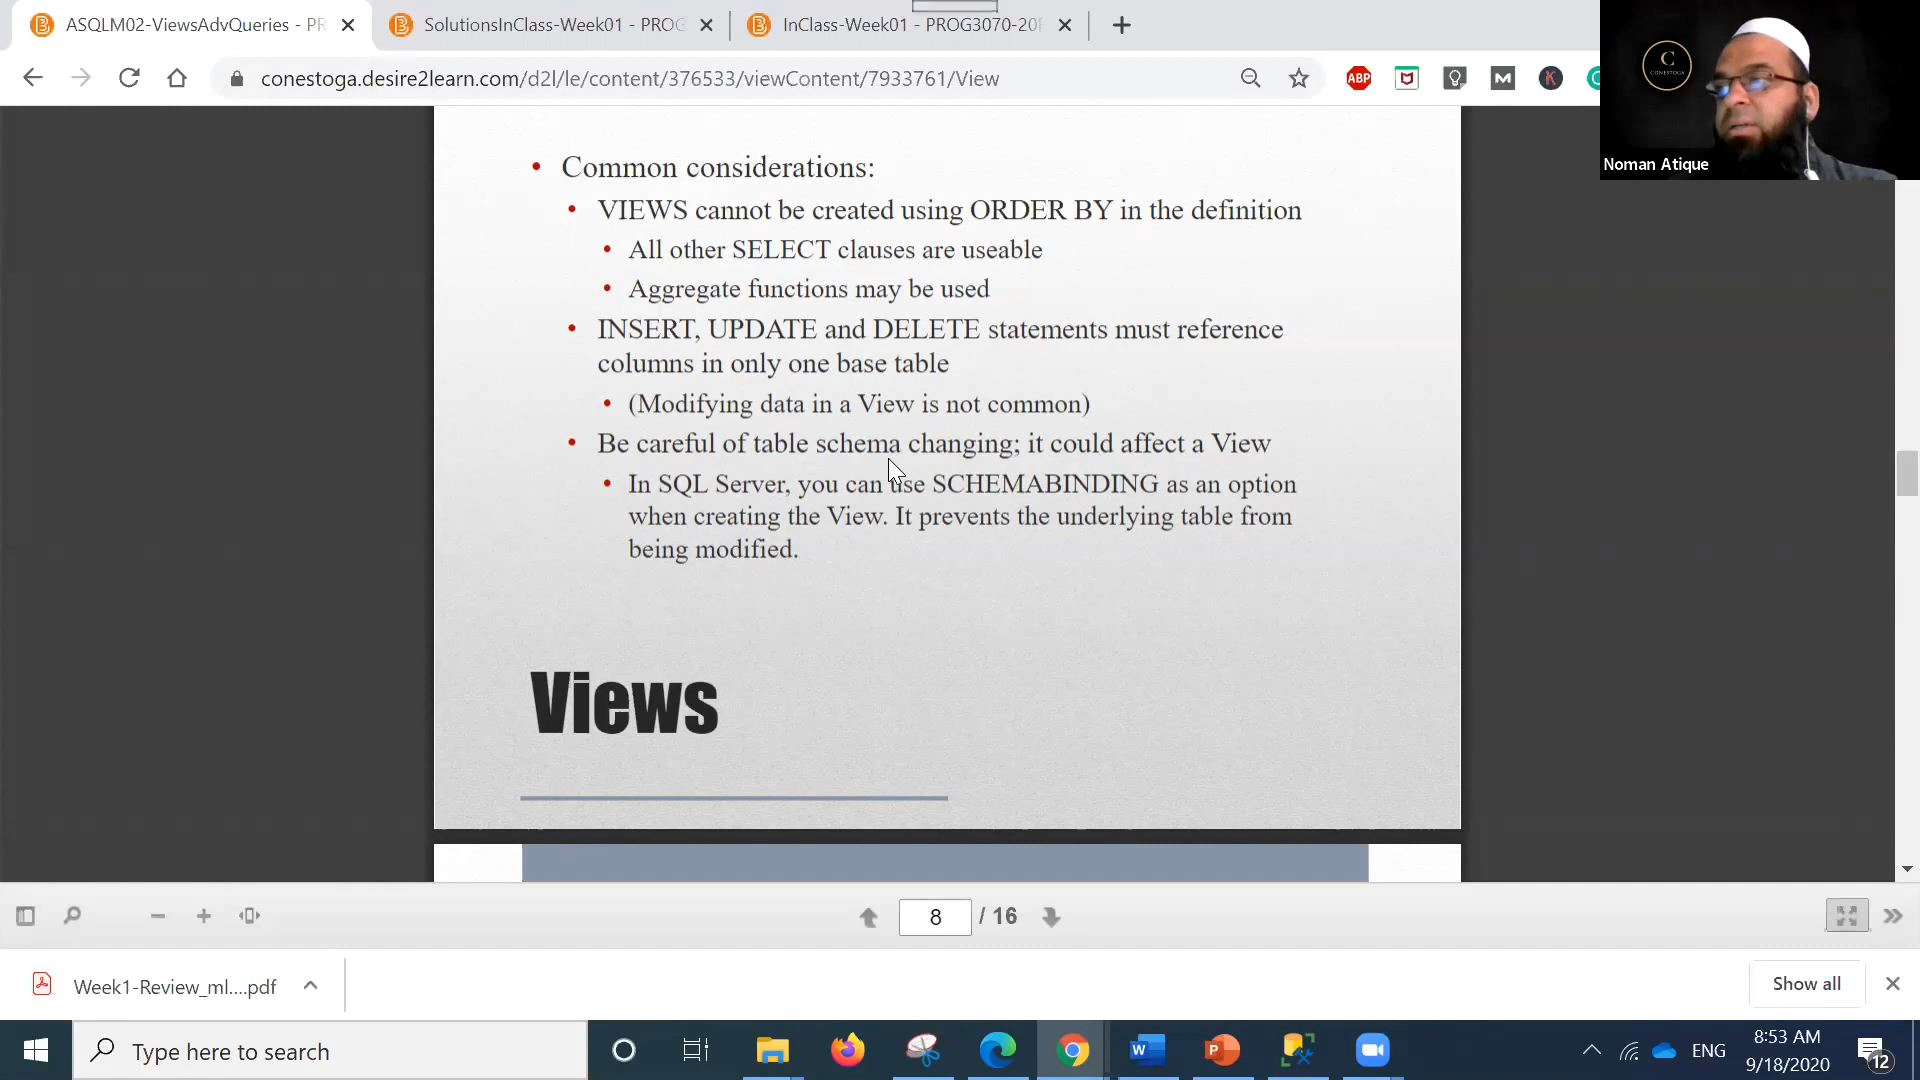 ASQLM02-ViewsAdvQueries - PR
SolutionsInClass-Week01 - PROG
InClass-Week01 - PROG3070-20F
conestoga.desire2learn.com/d2l/le/content/376533/viewContent/7933761/View
ABP
C
CONESTOGA
Noman Atique
Common considerations:
VIEWS cannot be created using ORDER BY in the definition
All other SELECT clauses are useable
Aggregate functions may be used
INSERT, UPDATE and DELETE statements must reference
columns in only one base table
(Modifying data in a View is not common)
Be careful of table schema changing; it could affect a View
In SQL Server, you can use SCHEMABINDING as an option
when creating the View. It prevents the underlying table from
being modified.
Views
8 / 16
Week1-Review_ml....pdf
Show all
Type here to search
ENG
8:53 AM
9/18/2020
12